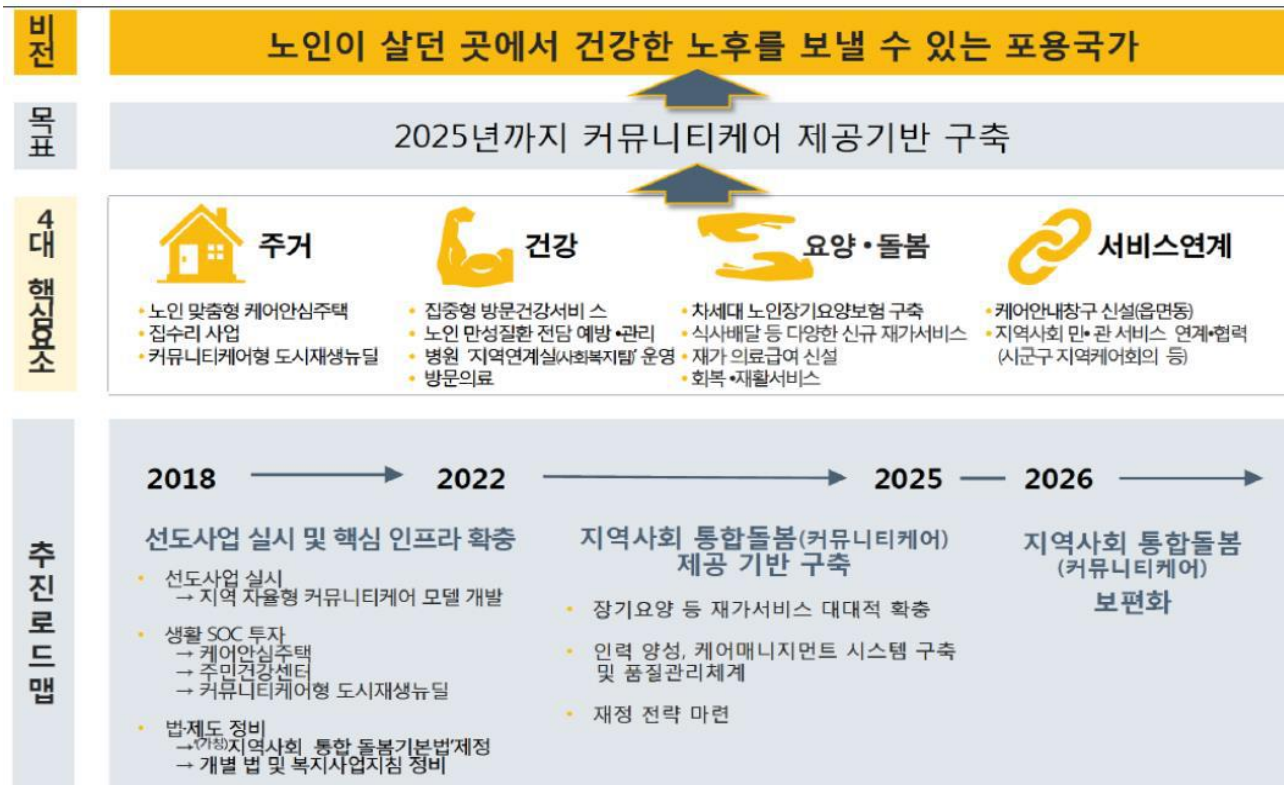 비전
노인이 살던 곳에서 건강한 노후를 보낼 수 있는 포용국가
목표
2025년까지 커뮤니티케어 제공기반 구축
4대 핵심요소
주거
• 노인 맞춤형 케어안심주택
• 집수리 사업
• 커뮤니티케어형 도시재생뉴딜
건강
• 집중형 방문건강서비스
• 노인 만성질환 전담 예방•관리
• 병원 '지역연계실(사회복지팀)' 운영
• 방문의료
요양•돌봄
• 차세대 노인장기요양보험 구축
• 식사배달 등 다양한 신규 재가서비스
• 재가 의료급여 신설
• 회복•재활서비스
서비스연계
• 케어안내창구 신설(읍면동)
• 지역사회 민•관 서비스 연계•협력
(시군구 지역케어회의 등)
추진로드맵
2018 → 2022 → 2025 — 2026 →
선도사업 실시 및 핵심 인프라 확충
• 선도사업 실시
→ 지역 자율형 커뮤니티케어 모델 개발
• 생활 SOC 투자
→ 케어안심주택
→ 주민건강센터
→ 커뮤니티케어형 도시재생뉴딜
• 법·제도 정비
→ '(가칭)지역사회 통합 돌봄기본법'제정
→ 개별 법 및 복지사업지침 정비
지역사회 통합돌봄(커뮤니티케어)
제공 기반 구축
• 장기요양 등 재가서비스 대대적 확충
• 인력 양성, 케어매니지먼트 시스템 구축
및 품질관리체계
• 재정 전략 마련
지역사회 통합돌봄
(커뮤니티케어)
보편화